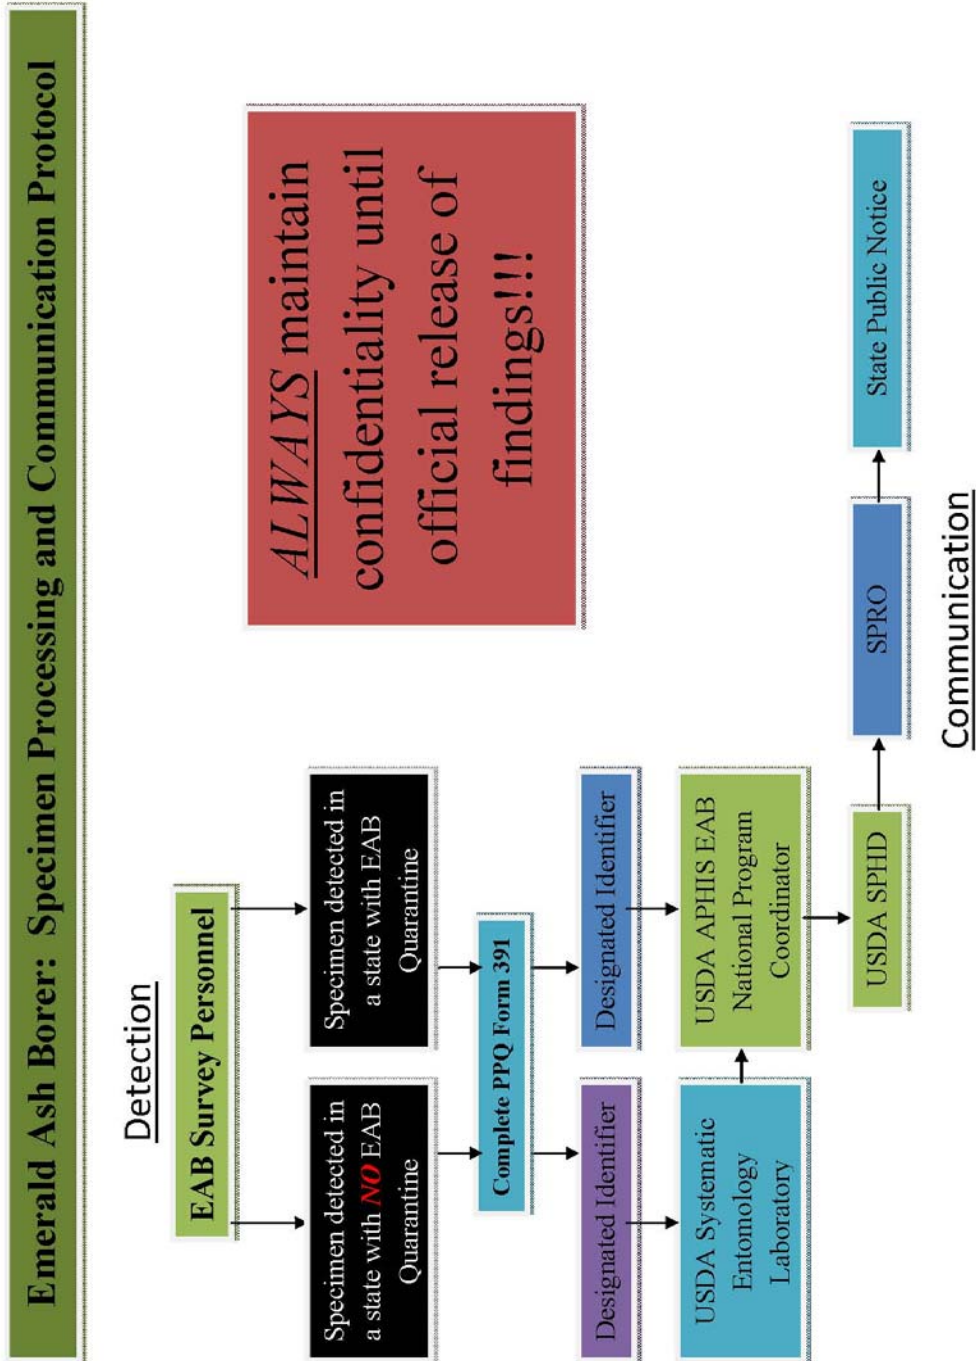 Emerald Ash Borer:  Specimen Processing and Communication Protocol
Detection
EAB Survey Personnel
Specimen detected in
a state with NO EAB
Quarantine
Specimen detected in
a state with EAB
Quarantine
ALWAYS maintain
confidentiality until
official release of
findings!!!
Complete PPQ Form 391
Designated Identifier
Designated Identifier
USDA Systematic
Entomology
Laboratory
USDA APHIS EAB
National Program
Coordinator
USDA SPHD
SPRO
State Public Notice
Communication